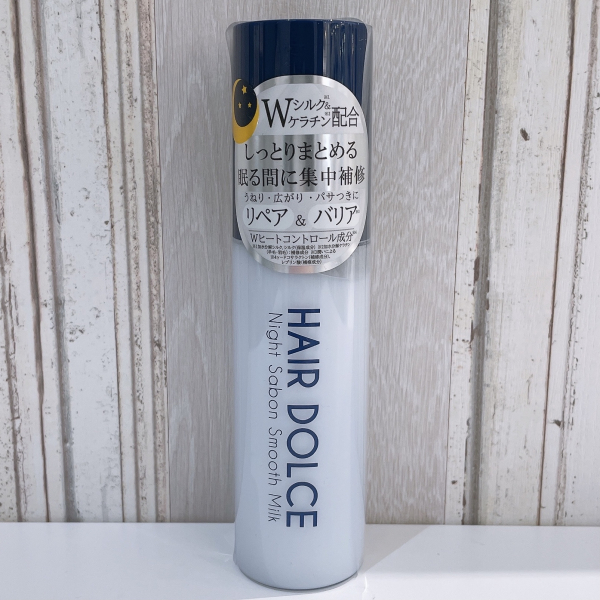 Wシルク※1&
ケラチン※2配合
しっとりまとめる
眠る間に集中補修
うねり・広がり・パサつきに
リペア & バリア
Wヒートコントロール成分
HAIR DOLCE
Night Sabon Smooth Milk